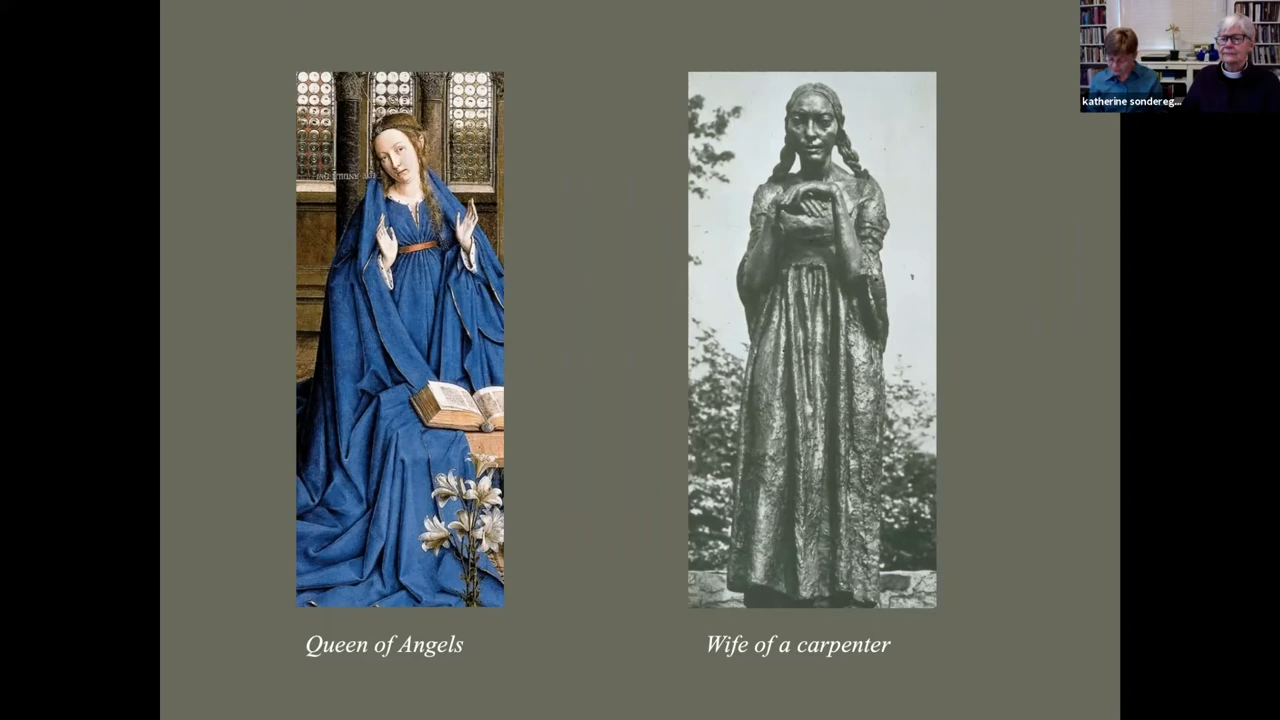 katherine sondereg...
Queen of Angels
Wife of a carpenter